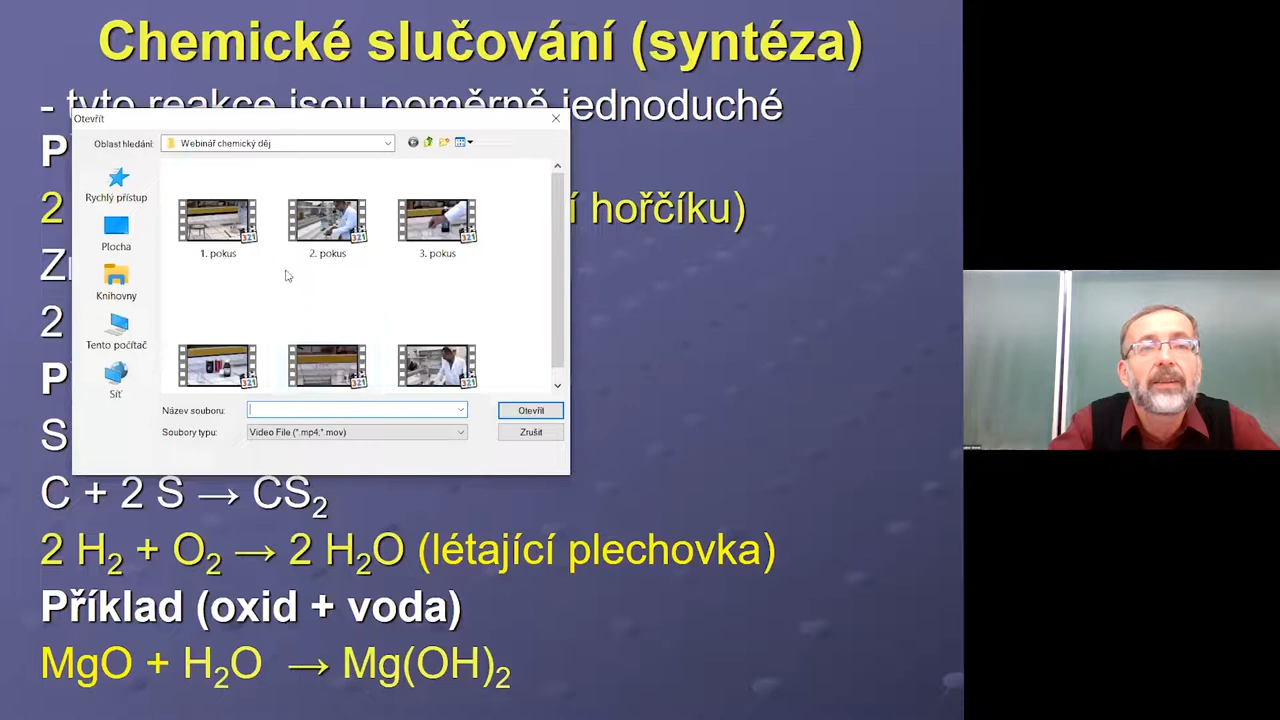 Chemické slučování (syntéza)
- tyto reakce jsou poměrně jednoduché
Otevřít
Oblast hledání:
Webinář chemický děj
P
Rychlý přístup
2
í hořčíku)
Plocha
1. pokus
2. pokus
3. pokus
Knihovny
2
Tento počítač
P
Síť
Název souboru:
Otevřít
S
Soubory typu:
Video File (*.mp4;*.mov)
Zrušit
C + 2 S → CS₂
2 H₂ + O₂ → 2 H₂O (létající plechovka)
Příklad (oxid + voda)
MgO + H₂O → Mg(OH)₂